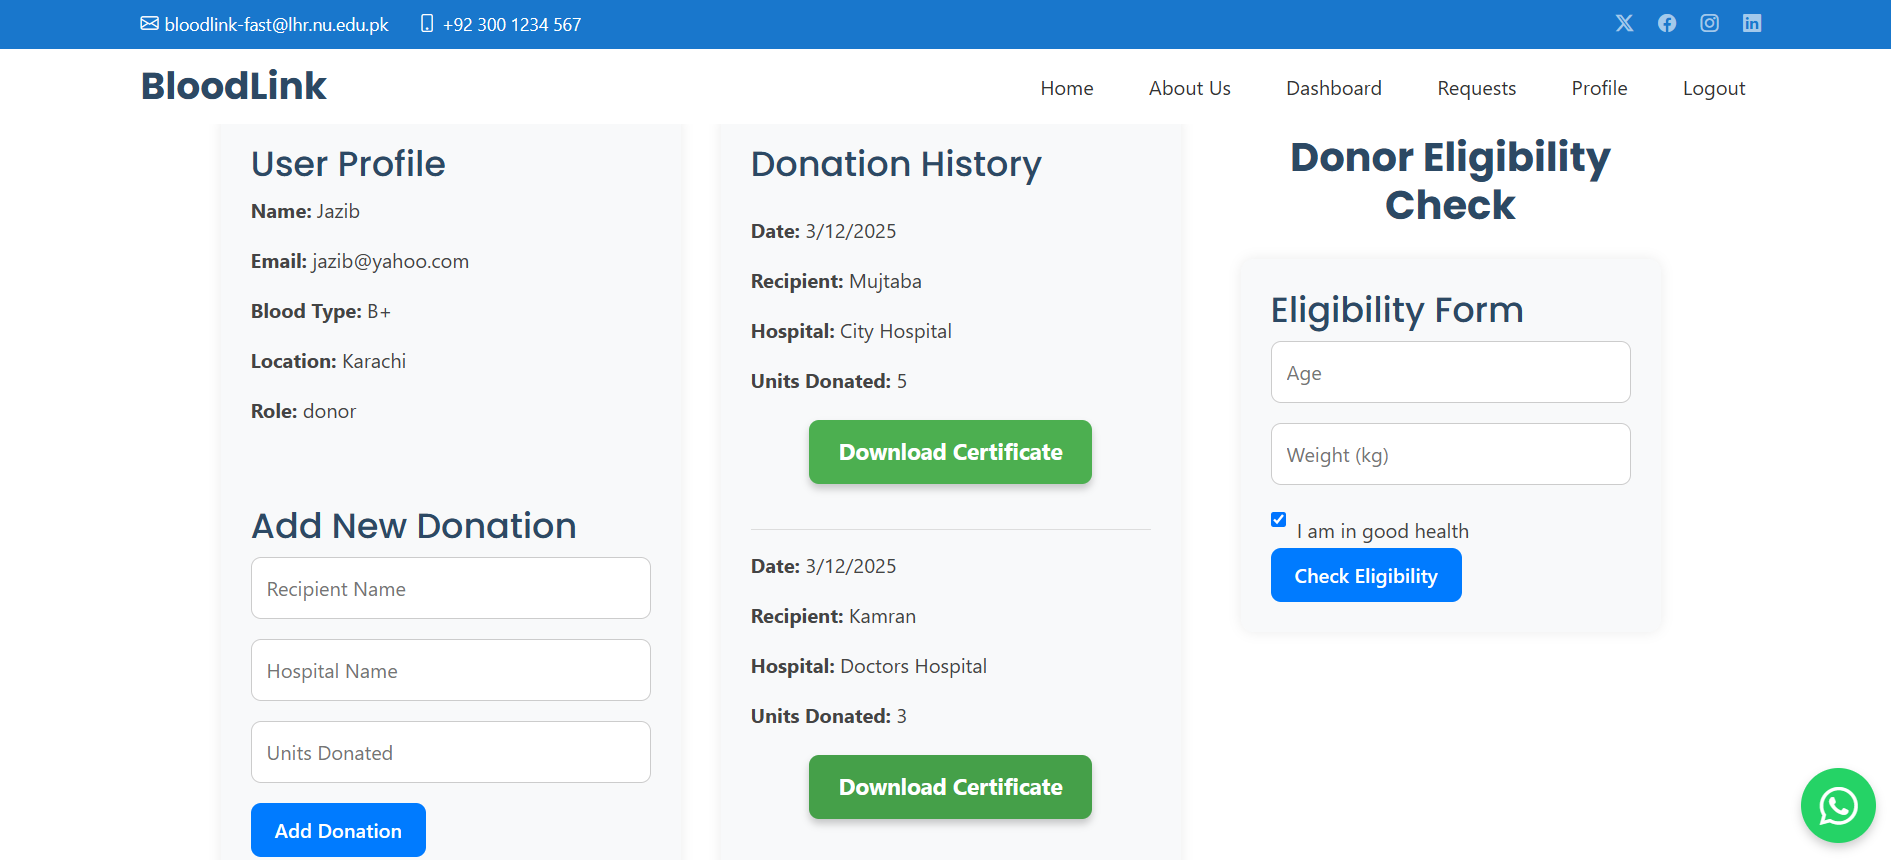 bloodlink-fast@lhr.nu.edu.pk +92 300 1234 567
BloodLink
Home About Us Dashboard Requests Profile Logout
User Profile
Name: Jazib
Email: jazib@yahoo.com
Blood Type: B+
Location: Karachi
Role: donor
Add New Donation
Recipient Name
Hospital Name
Units Donated
Add Donation
Donation History
Date: 3/12/2025
Recipient: Mujtaba
Hospital: City Hospital
Units Donated: 5
Download Certificate
Date: 3/12/2025
Recipient: Kamran
Hospital: Doctors Hospital
Units Donated: 3
Download Certificate
Donor Eligibility
Check
Eligibility Form
Age
Weight (kg)
I am in good health
Check Eligibility